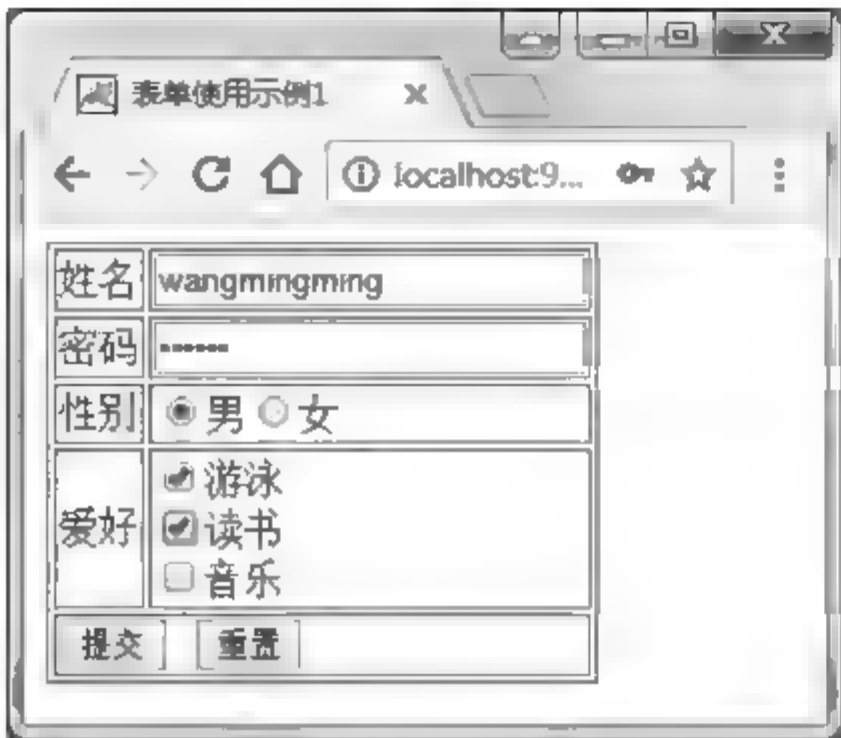 表单使用示例1
localhost:9...
姓名 wangmingming
密码 ••••••
性别 男 女
爱好 游泳
读书
音乐
提交 重置